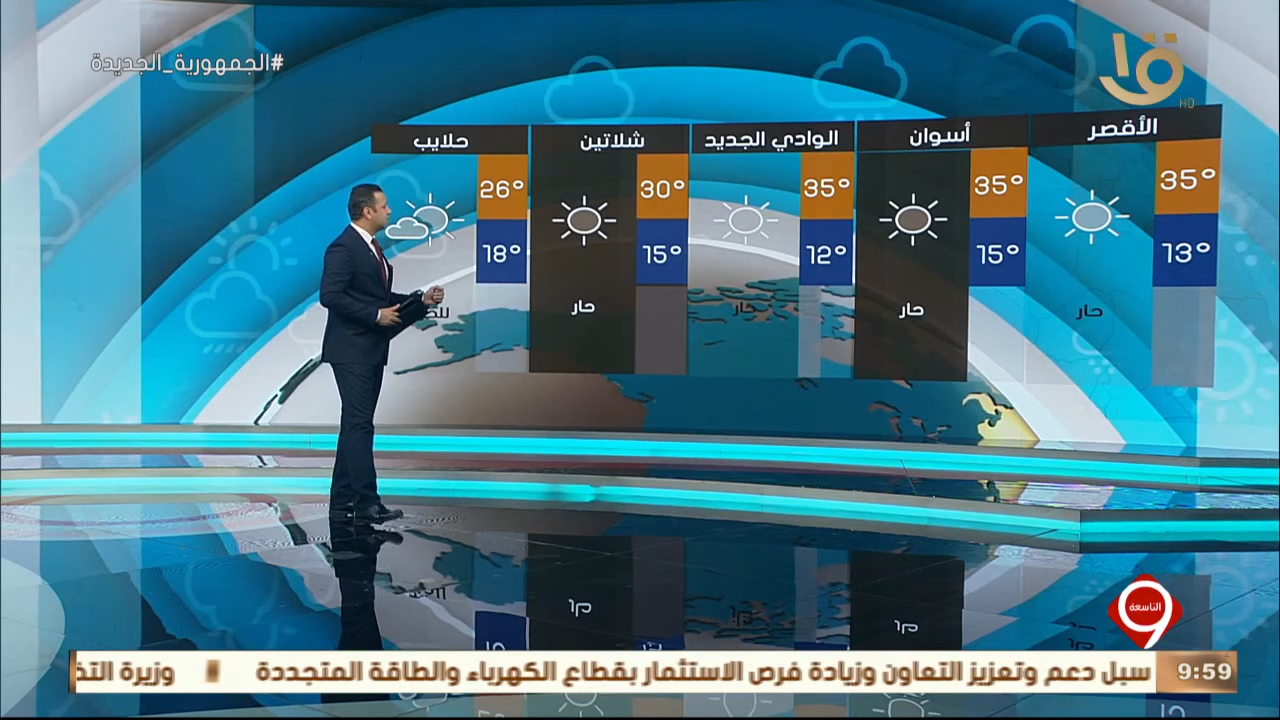 #الجمهورية_الجديدة
قا
HD
الأقصر
35°
13°
حار
أسوان
35°
15°
حار
الوادي الجديد
35°
12°
حار
شلاتين
30°
15°
حار
حلايب
26°
18°
التاسعة
9
9:59
سبل دعم وتعزيز التعاون وزيادة فرص الاستثمار بقطاع الكهرباء والطاقة المتجددة
وزيرة